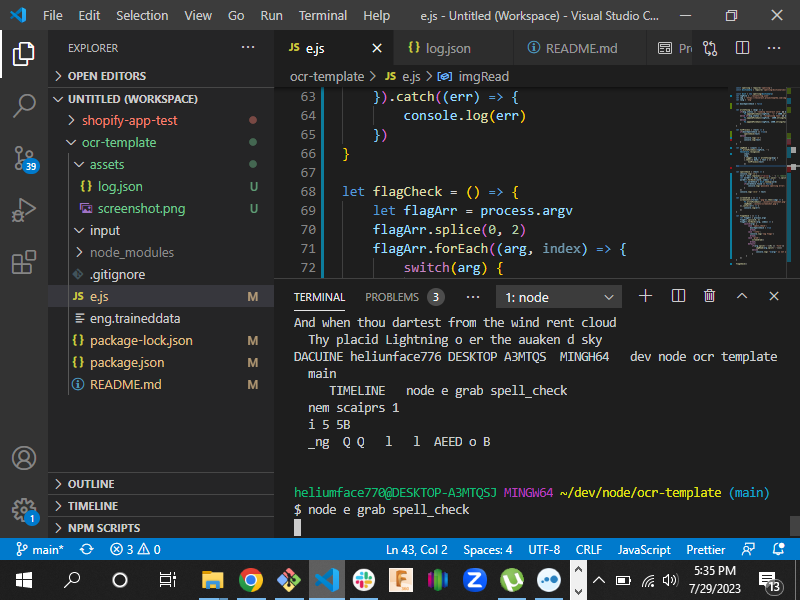 File Edit Selection View Go Run Terminal Help e.js - Untitled (Workspace) - Visual Studio C...
EXPLORER ...
OPEN EDITORS
UNTITLED (WORKSPACE)
shopify-app-test
ocr-template
assets
{} log.json U
screenshot.png U
input
node_modules
.gitignore
JS e.js M
eng.traineddata
{} package-lock.json M
{} package.json M
README.md M
OUTLINE
TIMELINE
NPM SCRIPTS
39
1
JS e.js {} log.json README.md Pr ...
ocr-template > JS e.js > imgRead
63 }).catch((err) => {
64 console.log(err)
65 })
66 }
67
68 let flagCheck = () => {
69 let flagArr = process.argv
70 flagArr.splice(0, 2)
71 flagArr.forEach((arg, index) => {
72 switch(arg) {
TERMINAL PROBLEMS 3 ... 1: node
And when thou dartest from the wind rent cloud
Thy placid Lightning o er the auaken d sky
DACUINE heliunface776 DESKTOP A3MTQS MINGH64 dev node ocr template
main
TIMELINE node e grab spell_check
nem scaiprs 1
i 5 5B
_ng Q Q l l AEED o B
heliumface770@DESKTOP-A3MTQSJ MINGW64 ~/dev/node/ocr-template (main)
$ node e grab spell_check
main* 3 0 Ln 43, Col 2 Spaces: 4 UTF-8 CRLF JavaScript Prettier
5:35 PM
7/29/2023
13